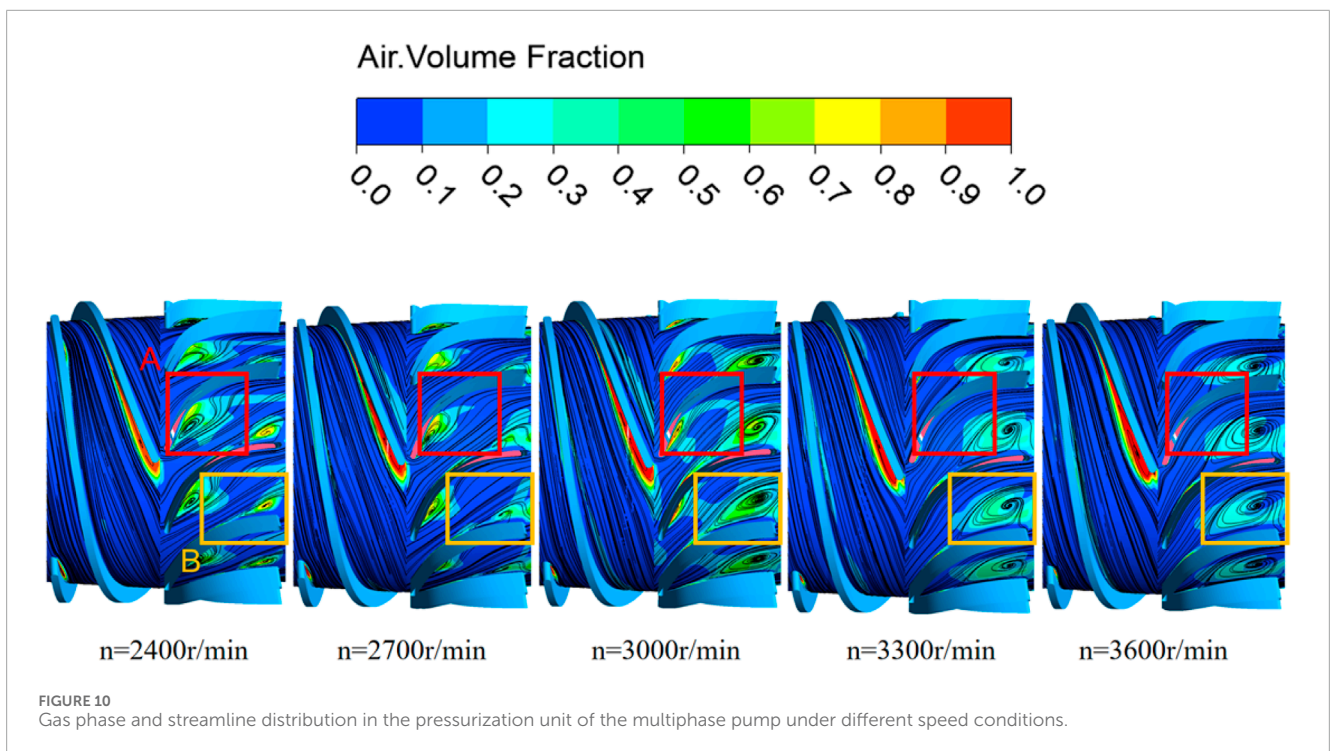 Air.Volume Fraction
0.0 0.1 0.2 0.3 0.4 0.5 0.6 0.7 0.8 0.9 1.0
A
B
n=2400r/min n=2700r/min n=3000r/min n=3300r/min n=3600r/min
FIGURE 10
Gas phase and streamline distribution in the pressurization unit of the multiphase pump under different speed conditions.